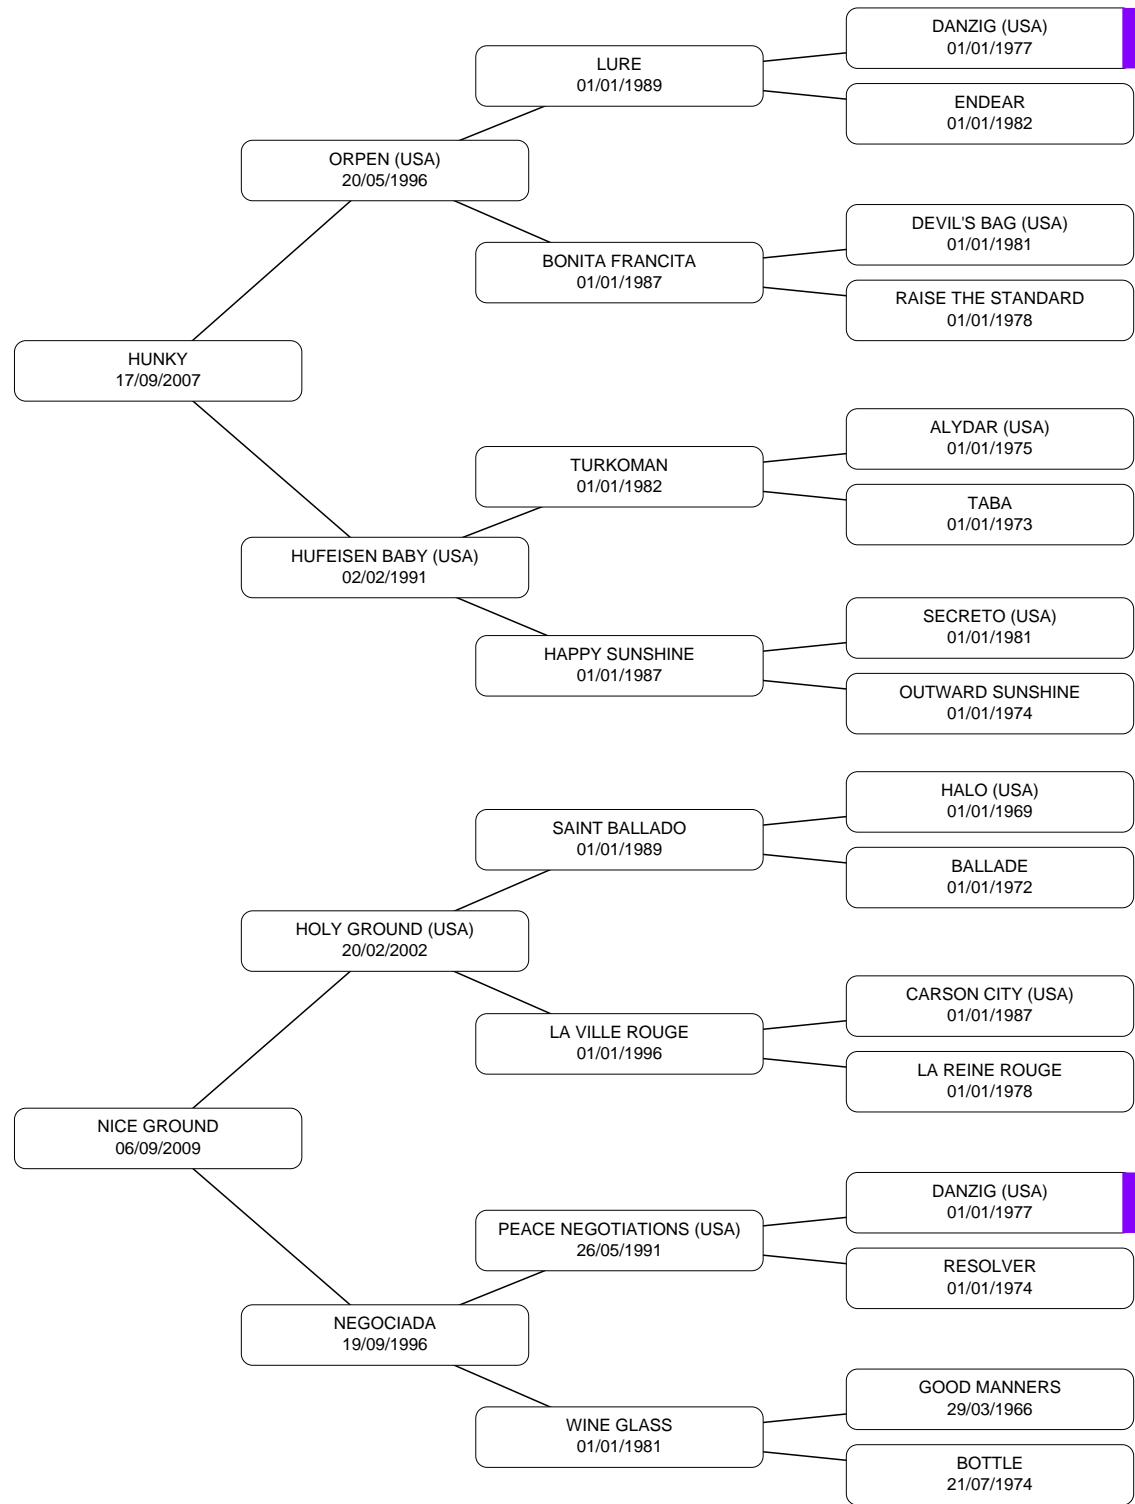 DANZIG (USA)
01/01/1977
LURE
01/01/1989
ENDEAR
01/01/1982
ORPEN (USA)
20/05/1996
DEVIL'S BAG (USA)
01/01/1981
BONITA FRANCITA
01/01/1987
RAISE THE STANDARD
01/01/1978
HUNKY
17/09/2007
ALYDAR (USA)
01/01/1975
TURKOMAN
01/01/1982
TABA
01/01/1973
HUFEISEN BABY (USA)
02/02/1991
SECRETO (USA)
01/01/1981
HAPPY SUNSHINE
01/01/1987
OUTWARD SUNSHINE
01/01/1974
HALO (USA)
01/01/1969
SAINT BALLADO
01/01/1989
BALLADE
01/01/1972
HOLY GROUND (USA)
20/02/2002
CARSON CITY (USA)
01/01/1987
LA VILLE ROUGE
01/01/1996
LA REINE ROUGE
01/01/1978
NICE GROUND
06/09/2009
DANZIG (USA)
01/01/1977
PEACE NEGOTIATIONS (USA)
26/05/1991
RESOLVER
01/01/1974
NEGOCIADA
19/09/1996
GOOD MANNERS
29/03/1966
WINE GLASS
01/01/1981
BOTTLE
21/07/1974